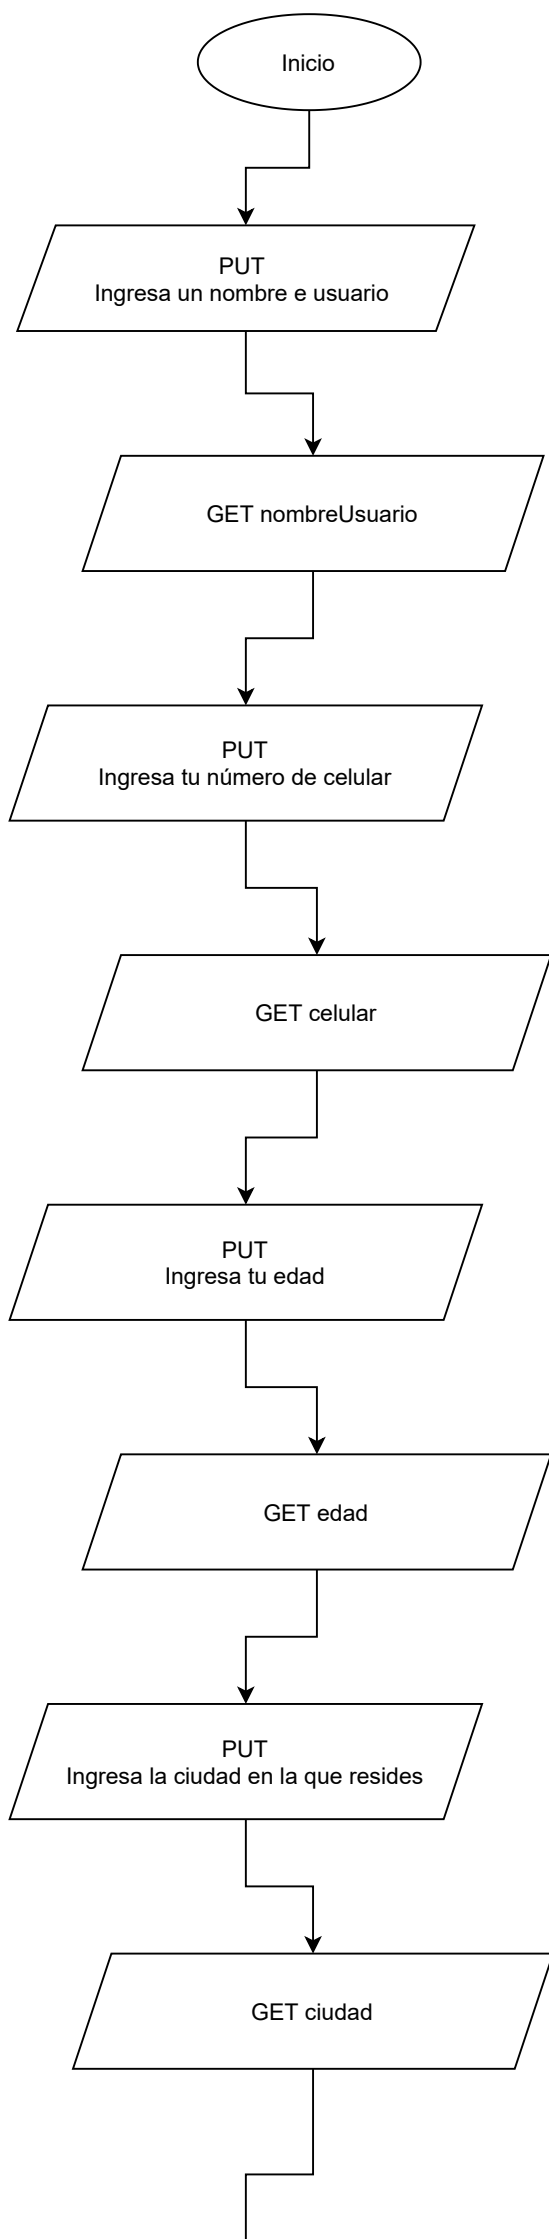 Inicio
PUT
Ingresa un nombre e usuario
GET nombreUsuario
PUT
Ingresa tu número de celular
GET celular
PUT
Ingresa tu edad
GET edad
PUT
Ingresa la ciudad en la que resides
GET ciudad